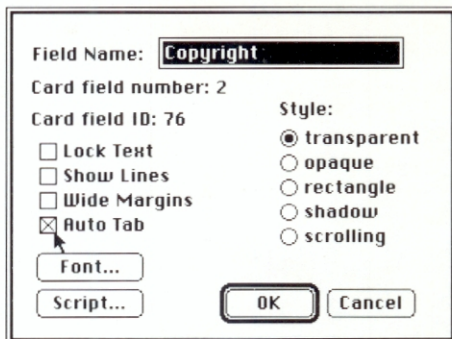 Field Name: Copyright
Card field number: 2
Card field ID: 76
Lock Text
Show Lines
Wide Margins
Auto Tab
Font...
Script...
Style:
transparent
opaque
rectangle
shadow
scrolling
OK
Cancel